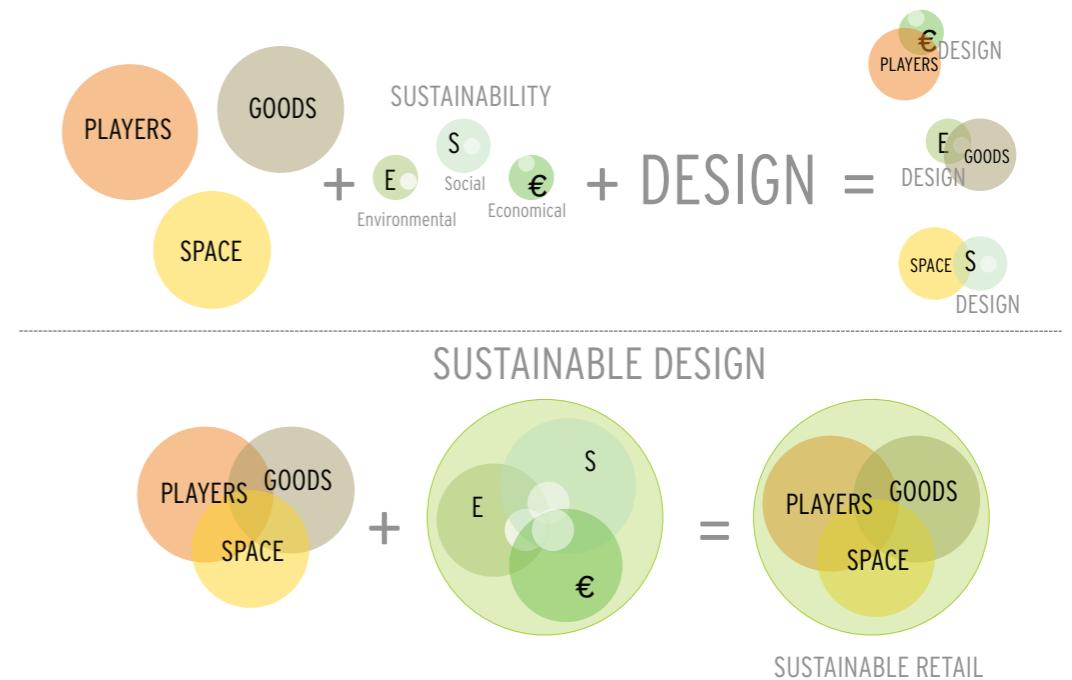 PLAYERS
GOODS
SPACE
+
SUSTAINABILITY
E
Environmental
S
Social
€
Economical
+
DESIGN
=
€
DESIGN
PLAYERS
E
GOODS
DESIGN
SPACE
S
DESIGN
SUSTAINABLE DESIGN
PLAYERS
GOODS
SPACE
+
E
S
€
=
PLAYERS
GOODS
SPACE
SUSTAINABLE RETAIL